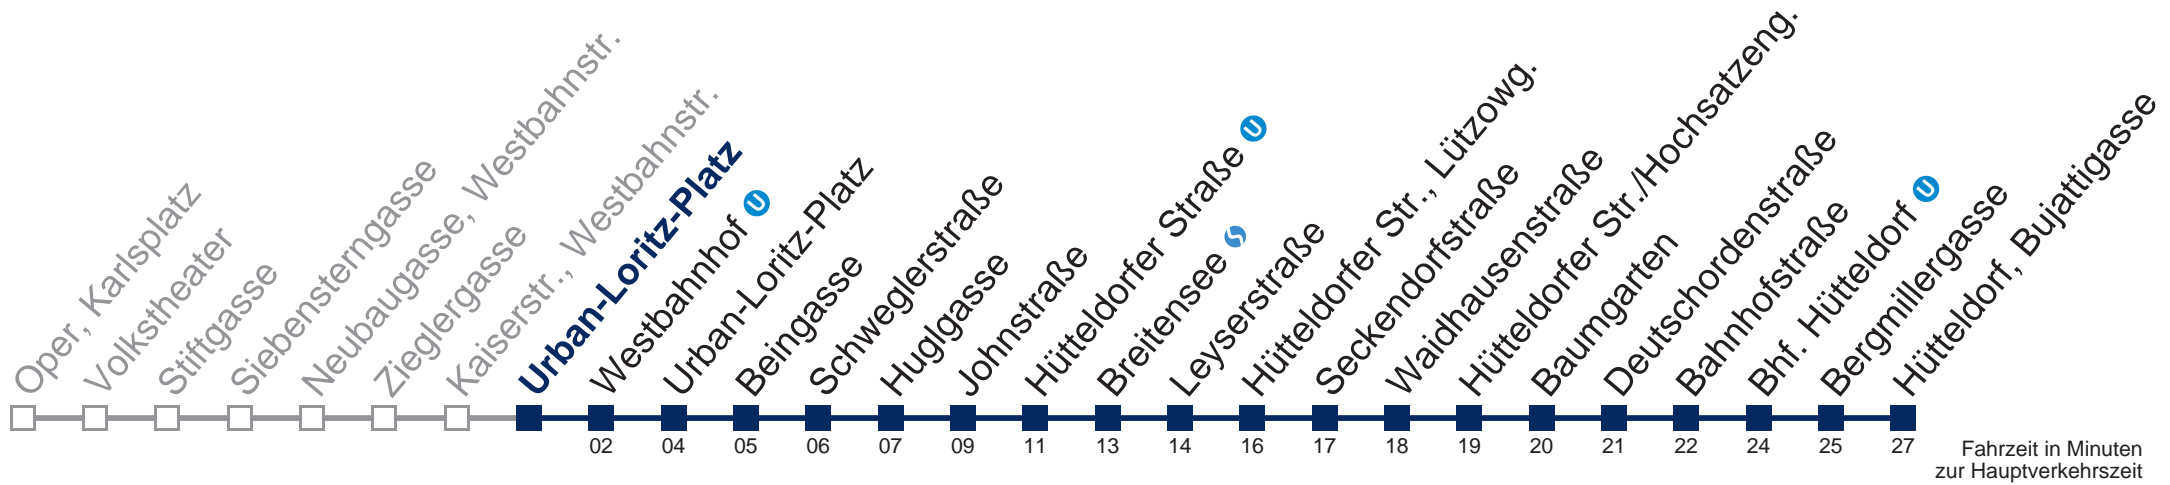 Oper, Karlsplatz
Volkstheater
Stiftgasse
Siebensterngasse
Neubaugasse, Westbahnstr.
Zieglergasse
Kaiserstr., Westbahnstr.
Urban-Loritz-Platz
Westbahnhof U
Urban-Loritz-Platz
Beingasse
Schweglerstraße
Huglgasse
Johnstraße
Hütteldorfer Straße U
Breitensee S
Leyserstraße
Hütteldorfer Str., Lützowg.
Seckendorfstraße
Waidhausenstraße
Hütteldorfer Str./Hochsatzeng.
Baumgarten
Deutschordenstraße
Bahnhofstraße
Bhf. Hütteldorf U
Bergmillergasse
Hütteldorf, Bujattigasse
02 04 05 06 07 09 11 13 14 16 17 18 19 20 21 22 24 25 27
Fahrzeit in Minuten
zur Hauptverkehrszeit